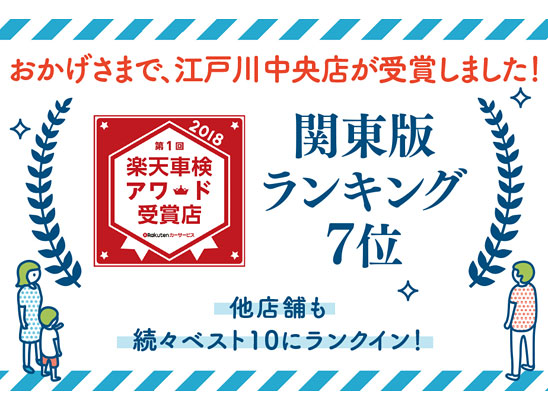 おかげさまで、江戸川中央店が受賞しました!
2018
第1回
楽天車検
アワード
受賞店
Rakuten カーサービス
関東版
ランキング
7位
他店舗も
続々ベスト10にランクイン!